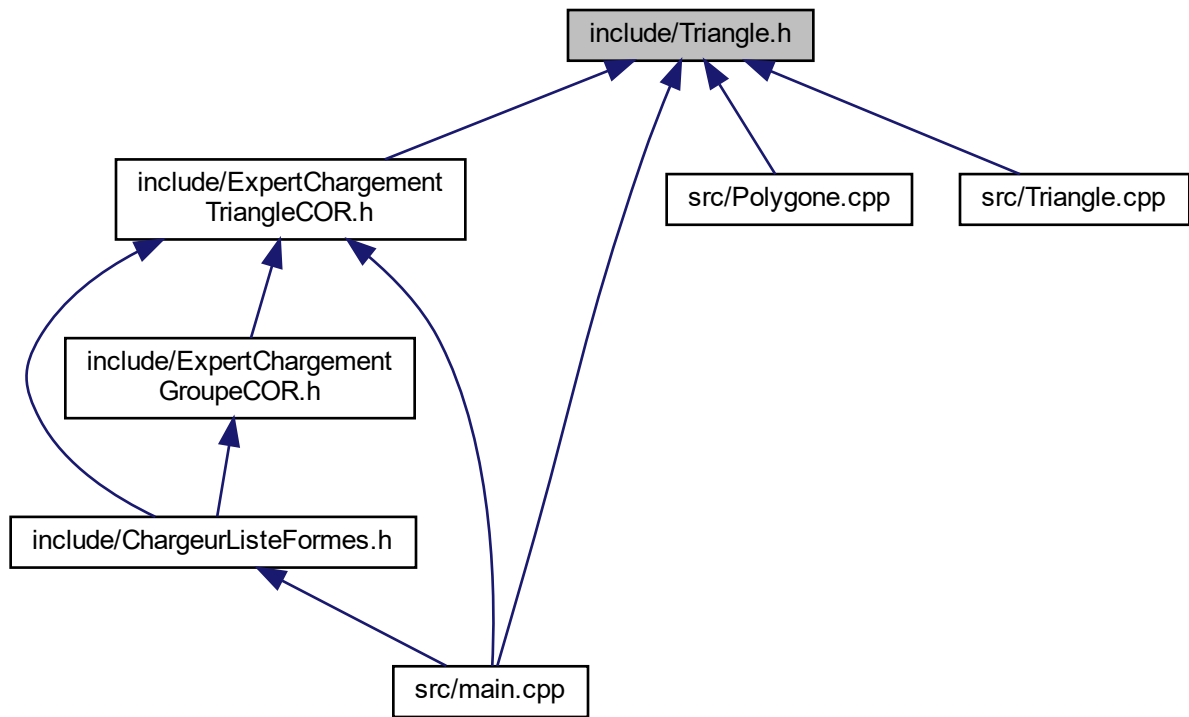 include/Triangle.h
include/ExpertChargement
TriangleCOR.h
src/Polygone.cpp
src/Triangle.cpp
include/ExpertChargement
GroupeCOR.h
include/ChargeurListeFormes.h
src/main.cpp